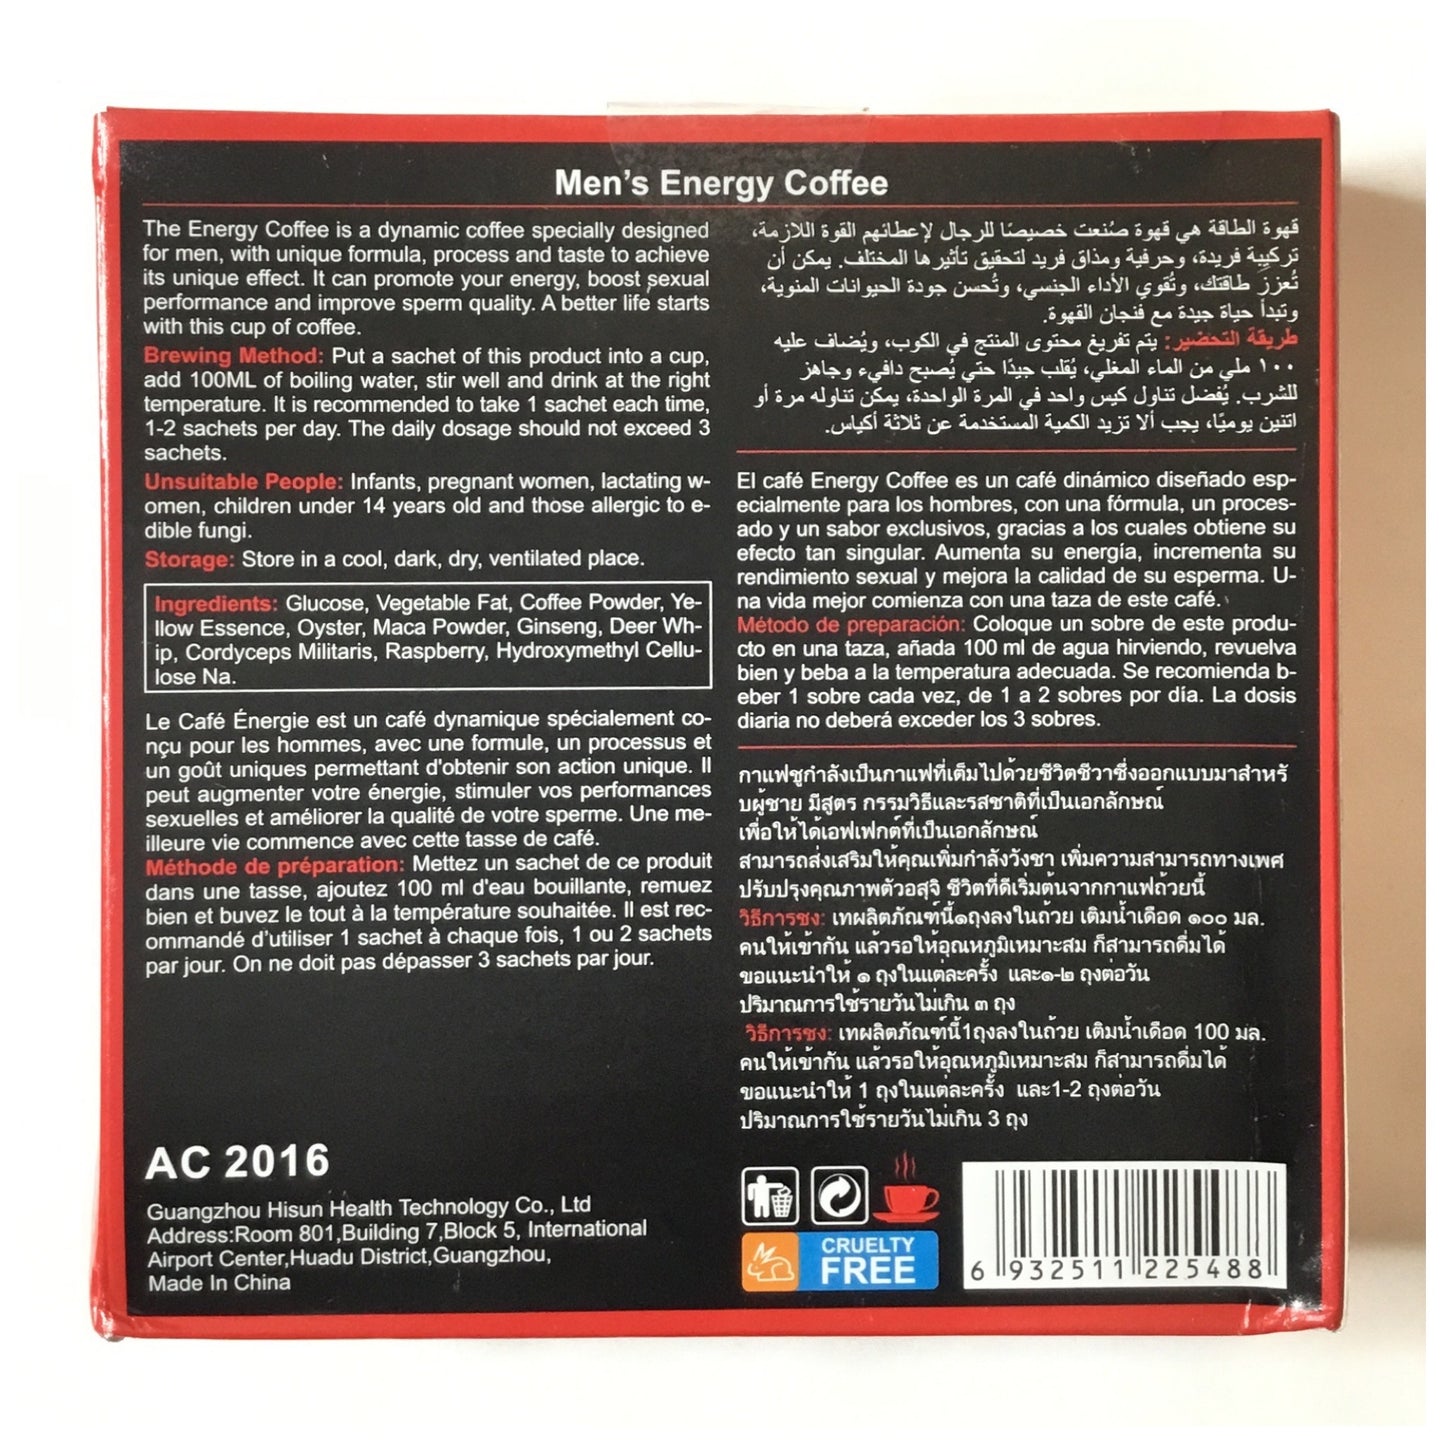 Men's Energy Coffee
The Energy Coffee is a dynamic coffee specially designed
for men, with unique formula, process and taste to achieve
its unique effect. It can promote your energy, boost sexual
performance and improve sperm quality. A better life starts
with this cup of coffee.
Brewing Method: Put a sachet of this product into a cup,
add 100ML of boiling water, stir well and drink at the right
temperature. It is recommended to take 1 sachet each time,
1-2 sachets per day. The daily dosage should not exceed 3
sachets.
Unsuitable People: Infants, pregnant women, lactating w-
omen, children under 14 years old and those allergic to e-
dible fungi.
Storage: Store in a cool, dark, dry, ventilated place.
Ingredients: Glucose, Vegetable Fat, Coffee Powder, Ye-
llow Essence, Oyster, Maca Powder, Ginseng, Deer Wh-
ip, Cordyceps Militaris, Raspberry, Hydroxymethyl Cellu-
lose Na.
Le Café Énergie est un café dynamique spécialement co-
nçu pour les hommes, avec une formule, un processus et
un goût uniques permettant d'obtenir son action unique. Il
peut augmenter votre énergie, stimuler vos performances
sexuelles et améliorer la qualité de votre sperme. Une me-
illeure vie commence avec cette tasse de café.
Méthode de préparation: Mettez un sachet de ce produit
dans une tasse, ajoutez 100 ml d'eau bouillante, remuez
bien et buvez le tout à la température souhaitée. Il est rec-
ommandé d'utiliser 1 sachet à chaque fois, 1 ou 2 sachets
par jour. On ne doit pas dépasser 3 sachets par jour.
AC 2016
Guangzhou Hisun Health Technology Co., Ltd
Address:Room 801,Building 7,Block 5, International
Airport Center,Huadu District,Guangzhou,
Made In China
قهوة الطاقة هي قهوة صُنعت خصيصًا للرجال لإعطائهم القوة اللازمة،
تركيبِية فريدة، وحرفية ومذاق فريد لتحقيق تأثيرها المختلف. يمكن أن
تُعزز طاقتك، وتُقوي الأداء الجنسي، وتُحسن جودة الحيوانات المنوية،
وتبدأ حياة جيدة مع فنجان القهوة.
طريقة التحضير: يتم تفريغ محتوى المنتج في الكوب، ويُضاف عليه
١٠٠ ملي من الماء المغلي، يُقلب جيدًا حتي يُصبح دافيء وجاهز
للشرب. يُفضل تناول كيس واحد في المرة الواحدة، يمكن تناوله مرة أو
اتنين يوميًا، يجب ألا تزيد الكمية المستخدمة عن ثلاثة أكياس.
El café Energy Coffee es un café dinámico diseñado esp-
ecialmente para los hombres, con una fórmula, un proces-
ado y un sabor exclusivos, gracias a los cuales obtiene su
efecto tan singular. Aumenta su energía, incrementa su
rendimiento sexual y mejora la calidad de su esperma. U-
na vida mejor comienza con una taza de este café.
Método de preparación: Coloque un sobre de este produ-
cto en una taza, añada 100 ml de agua hirviendo, revuelva
bien y beba a la temperatura adecuada. Se recomienda b-
eber 1 sobre cada vez, de 1 a 2 sobres por día. La dosis
diaria no deberá exceder los 3 sobres.
กาแฟชูกำลังเป็นกาแฟที่เต็มไปด้วยชีวิตชีวาซึ่งออกแบบมาสำหรั
บผู้ชาย มีสูตร กรรมวิธีและรสชาติที่เป็นเอกลักษณ์
เพื่อให้ได้เอฟเฟกต์ที่เป็นเอกลักษณ์
สามารถส่งเสริมให้คุณเพิ่มกำลังวังชา เพิ่มความสามารถทางเพศ
ปรับปรุงคุณภาพตัวอสุจิ ชีวิตที่ดีเริ่มต้นจากกาแฟถ้วยนี้
วิธีการชง: เทผลิตภัณฑ์นี้๑ถุงลงในถ้วย เติมน้ำเดือด ๑๐๐ มล.
คนให้เข้ากัน แล้วรอให้อุณหภูมิเหมาะสม ก็สามารถดื่มได้
ขอแนะนำให้ ๑ ถุงในแต่ละครั้ง และ๑-๒ ถุงต่อวัน
ปริมาณการใช้รายวันไม่เกิน ๓ ถุง
วิธีการชง: เทผลิตภัณฑ์นี้1ถุงลงในถ้วย เติมน้ำเดือด 100 มล.
คนให้เข้ากัน แล้วรอให้อุณหภูมิเหมาะสม ก็สามารถดื่มได้
ขอแนะนำให้ 1 ถุงในแต่ละครั้ง และ1-2 ถุงต่อวัน
ปริมาณการใช้รายวันไม่เกิน 3 ถุง
CRUELTY
FREE
6 932511 225488